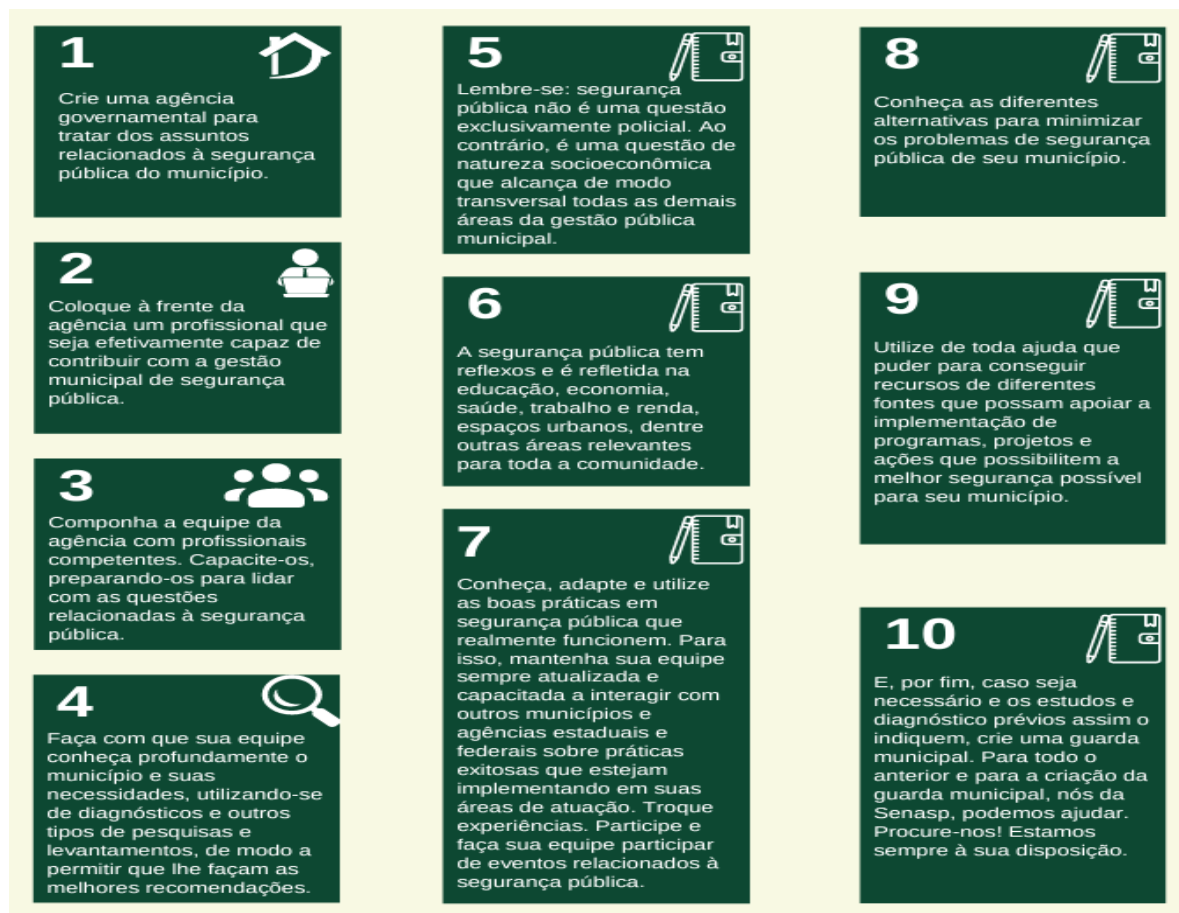 1
Crie uma agência
governamental para
tratar dos assuntos
relacionados à segurança
pública do município.
2
Coloque à frente da
agência um profissional que
seja efetivamente capaz de
contribuir com a gestão
municipal de segurança
pública.
3
Componha a equipe da
agência com profissionais
competentes. Capacite-os,
preparando-os para lidar
com as questões
relacionadas à segurança
pública.
4
Faça com que sua equipe
conheça profundamente o
município e suas
necessidades, utilizando-se
de diagnósticos e outros
tipos de pesquisas e
levantamentos, de modo a
permitir que lhe façam as
melhores recomendações.
5
Lembre-se: segurança
pública não é uma questão
exclusivamente policial. Ao
contrário, é uma questão de
natureza socioeconômica
que alcança de modo
transversal todas as demais
áreas da gestão pública
municipal.
6
A segurança pública tem
reflexos e é refletida na
educação, economia,
saúde, trabalho e renda,
espaços urbanos, dentre
outras áreas relevantes
para toda a comunidade.
7
Conheça, adapte e utilize
as boas práticas em
segurança pública que
realmente funcionem. Para
isso, mantenha sua equipe
sempre atualizada e
capacitada a interagir com
outros municípios e
agências estaduais e
federais sobre práticas
exitosas que estejam
implementando em suas
áreas de atuação. Troque
experiências. Participe e
faça sua equipe participar
de eventos relacionados à
segurança pública.
8
Conheça as diferentes
alternativas para minimizar
os problemas de segurança
pública de seu município.
9
Utilize de toda ajuda que
puder para conseguir
recursos de diferentes
fontes que possam apoiar a
implementação de
programas, projetos e
ações que possibilitem a
melhor segurança possível
para seu município.
10
E, por fim, caso seja
necessário e os estudos e
diagnóstico prévios assim o
indiquem, crie uma guarda
municipal. Para todo o
anterior e para a criação da
guarda municipal, nós da
Senasp, podemos ajudar.
Procure-nos! Estamos
sempre à sua disposição.